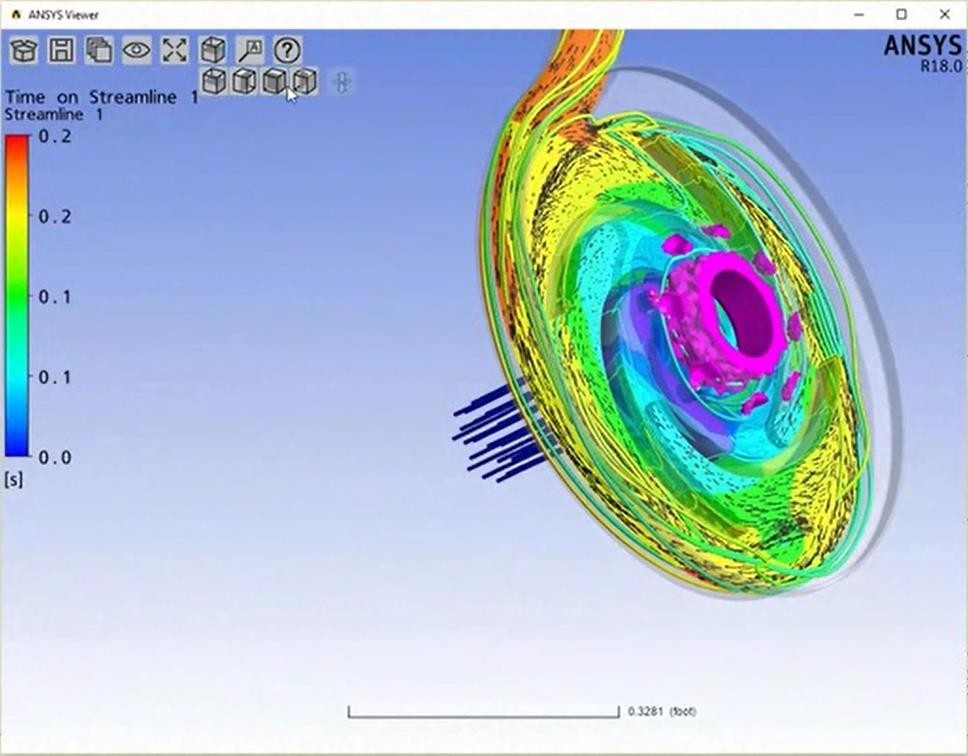 ANSYS Viewer
ANSYS
R18.0
Time on Streamline 1
Streamline 1
0.2
0.2
0.1
0.1
0.0
[s]
0.3281 (foot)